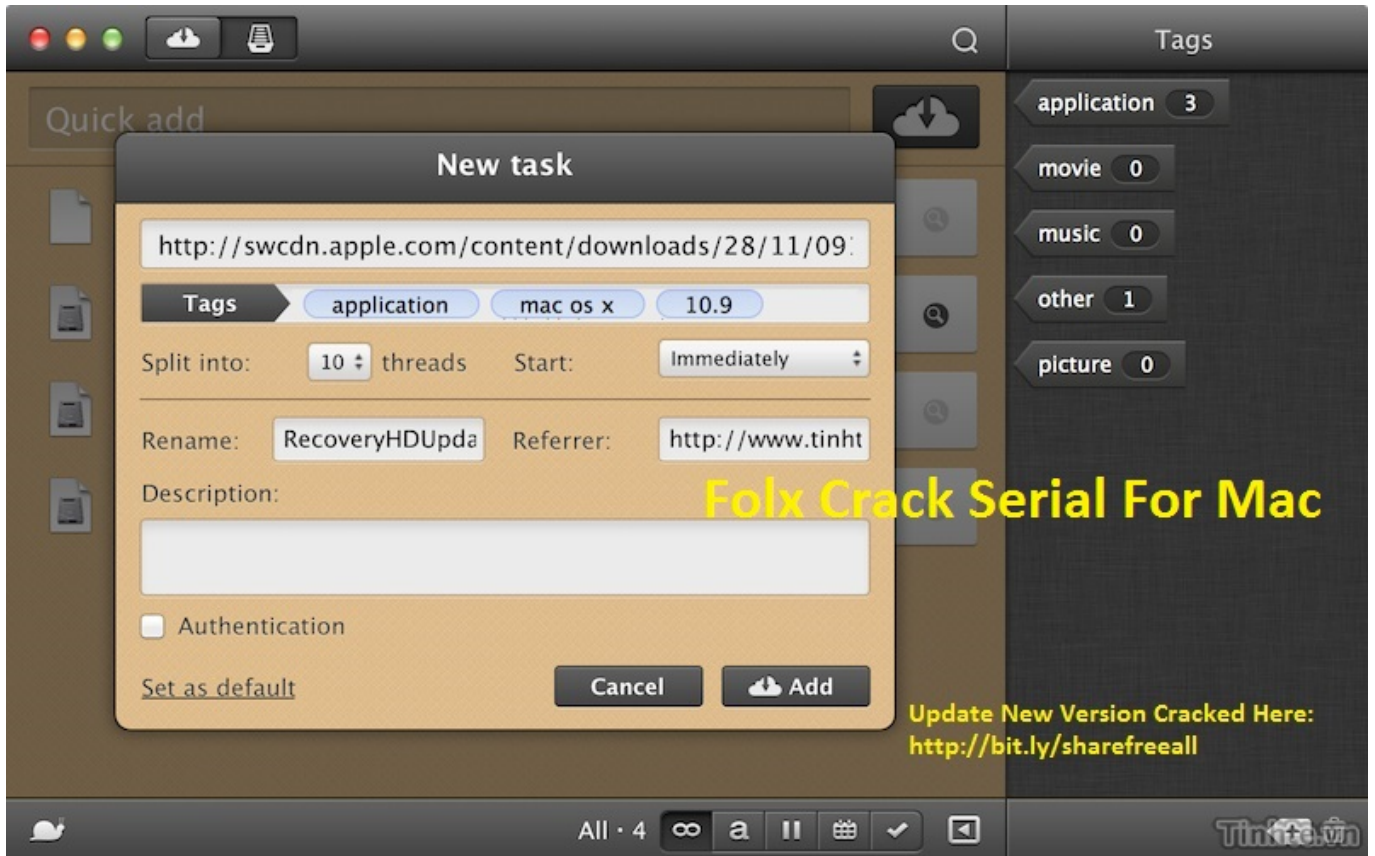 Tags
Quick add
application 3
movie 0
music 0
other 1
picture 0
New task
http://swcdn.apple.com/content/downloads/28/11/09
Tags application mac os x 10.9
Split into: 10 threads Start: Immediately
Rename: RecoveryHDUpda Referrer: http://www.tinht
Description:
Folx Crack Serial For Mac
Authentication
Set as default Cancel Add
Update New Version Cracked Here:
http://bit.ly/sharefreeall
All · 4 ∞ a
Tinhte.vn